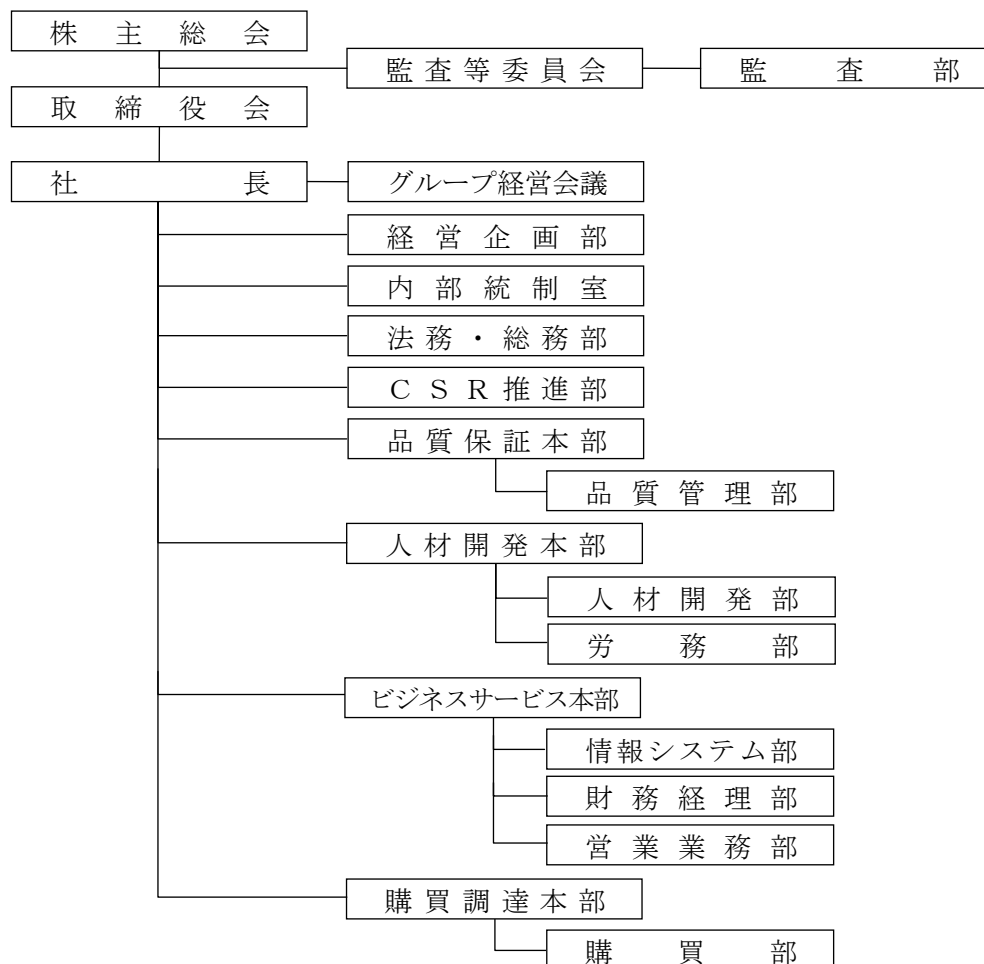 株主総会
監査等委員会
監査部
取締役会
社長
グループ経営会議
経営企画部
内部統制室
法務・総務部
ＣＳＲ推進部
品質保証本部
品質管理部
人材開発本部
人材開発部
労務部
ビジネスサービス本部
情報システム部
財務経理部
営業業務部
購買調達本部
購買部